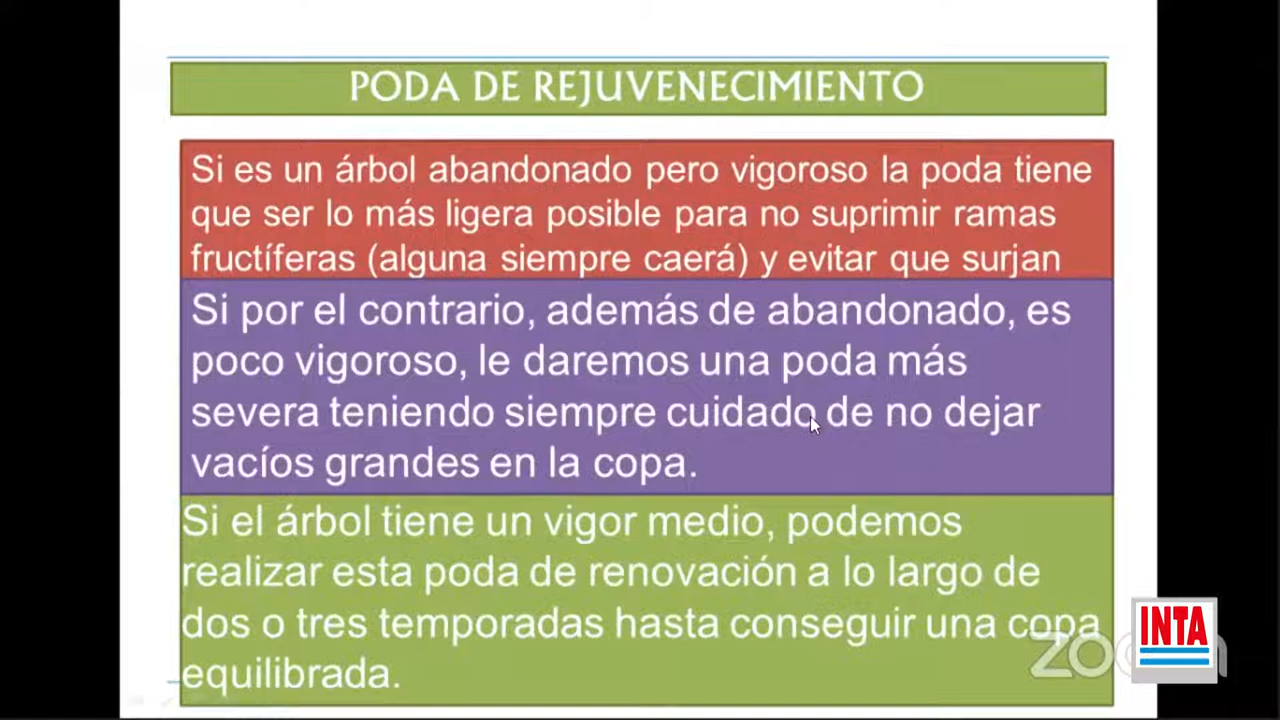 PODA DE REJUVENECIMIENTO
Si es un árbol abandonado pero vigoroso la poda tiene
que ser lo más ligera posible para no suprimir ramas
fructíferas (alguna siempre caerá) y evitar que surjan
Si por el contrario, además de abandonado, es
poco vigoroso, le daremos una poda más
severa teniendo siempre cuidado de no dejar
vacíos grandes en la copa.
Si el árbol tiene un vigor medio, podemos
realizar esta poda de renovación a lo largo de
dos o tres temporadas hasta conseguir una copa
equilibrada.
zoom
INTA